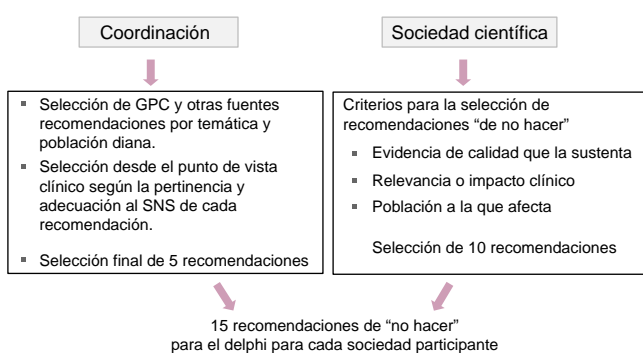 Coordinación
Sociedad científica
▪ Selección de GPC y otras fuentes
recomendaciones por temática y
población diana.
▪ Selección desde el punto de vista
clínico según la pertinencia y
adecuación al SNS de cada
recomendación.
▪ Selección final de 5 recomendaciones
Criterios para la selección de
recomendaciones “de no hacer”
▪ Evidencia de calidad que la sustenta
▪ Relevancia o impacto clínico
▪ Población a la que afecta
Selección de 10 recomendaciones
15 recomendaciones de “no hacer”
para el delphi para cada sociedad participante